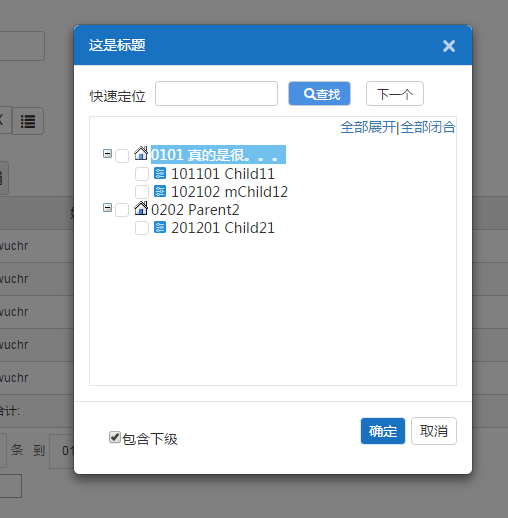 这是标题
快速定位 查找 下一个
全部展开|全部闭合
0101 真的是很。。。
101101 Child11
102102 mChild12
0202 Parent2
201201 Child21
wuchr
wuchr
wuchr
wuchr
wuchr
合计:
条 到 01
包含下级 确定 取消